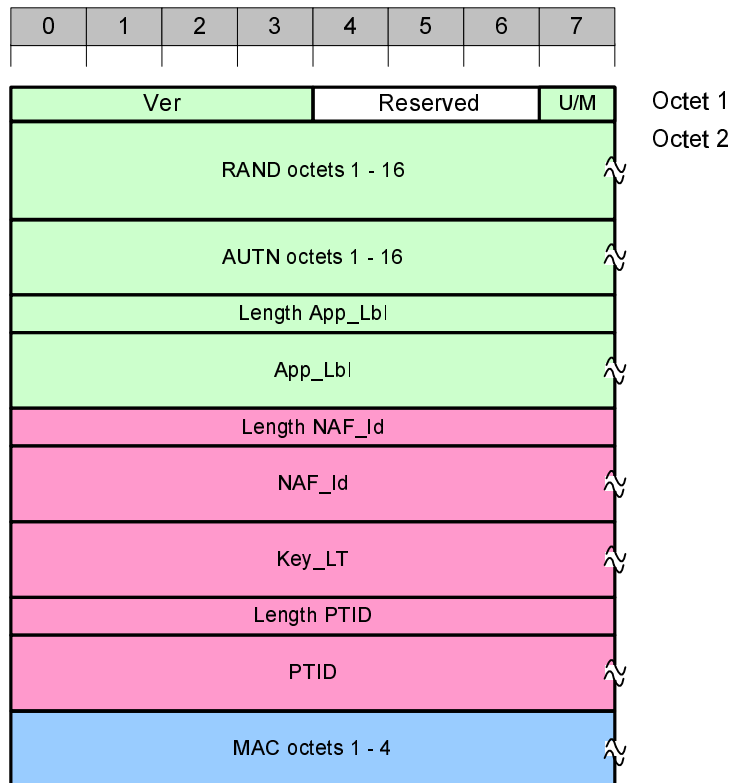 0 1 2 3 4 5 6 7
Ver Reserved U/M Octet 1
Octet 2
RAND octets 1 - 16
AUTN octets 1 - 16
Length App_Lbl
App_Lbl
Length NAF_Id
NAF_Id
Key_LT
Length PTID
PTID
MAC octets 1 - 4